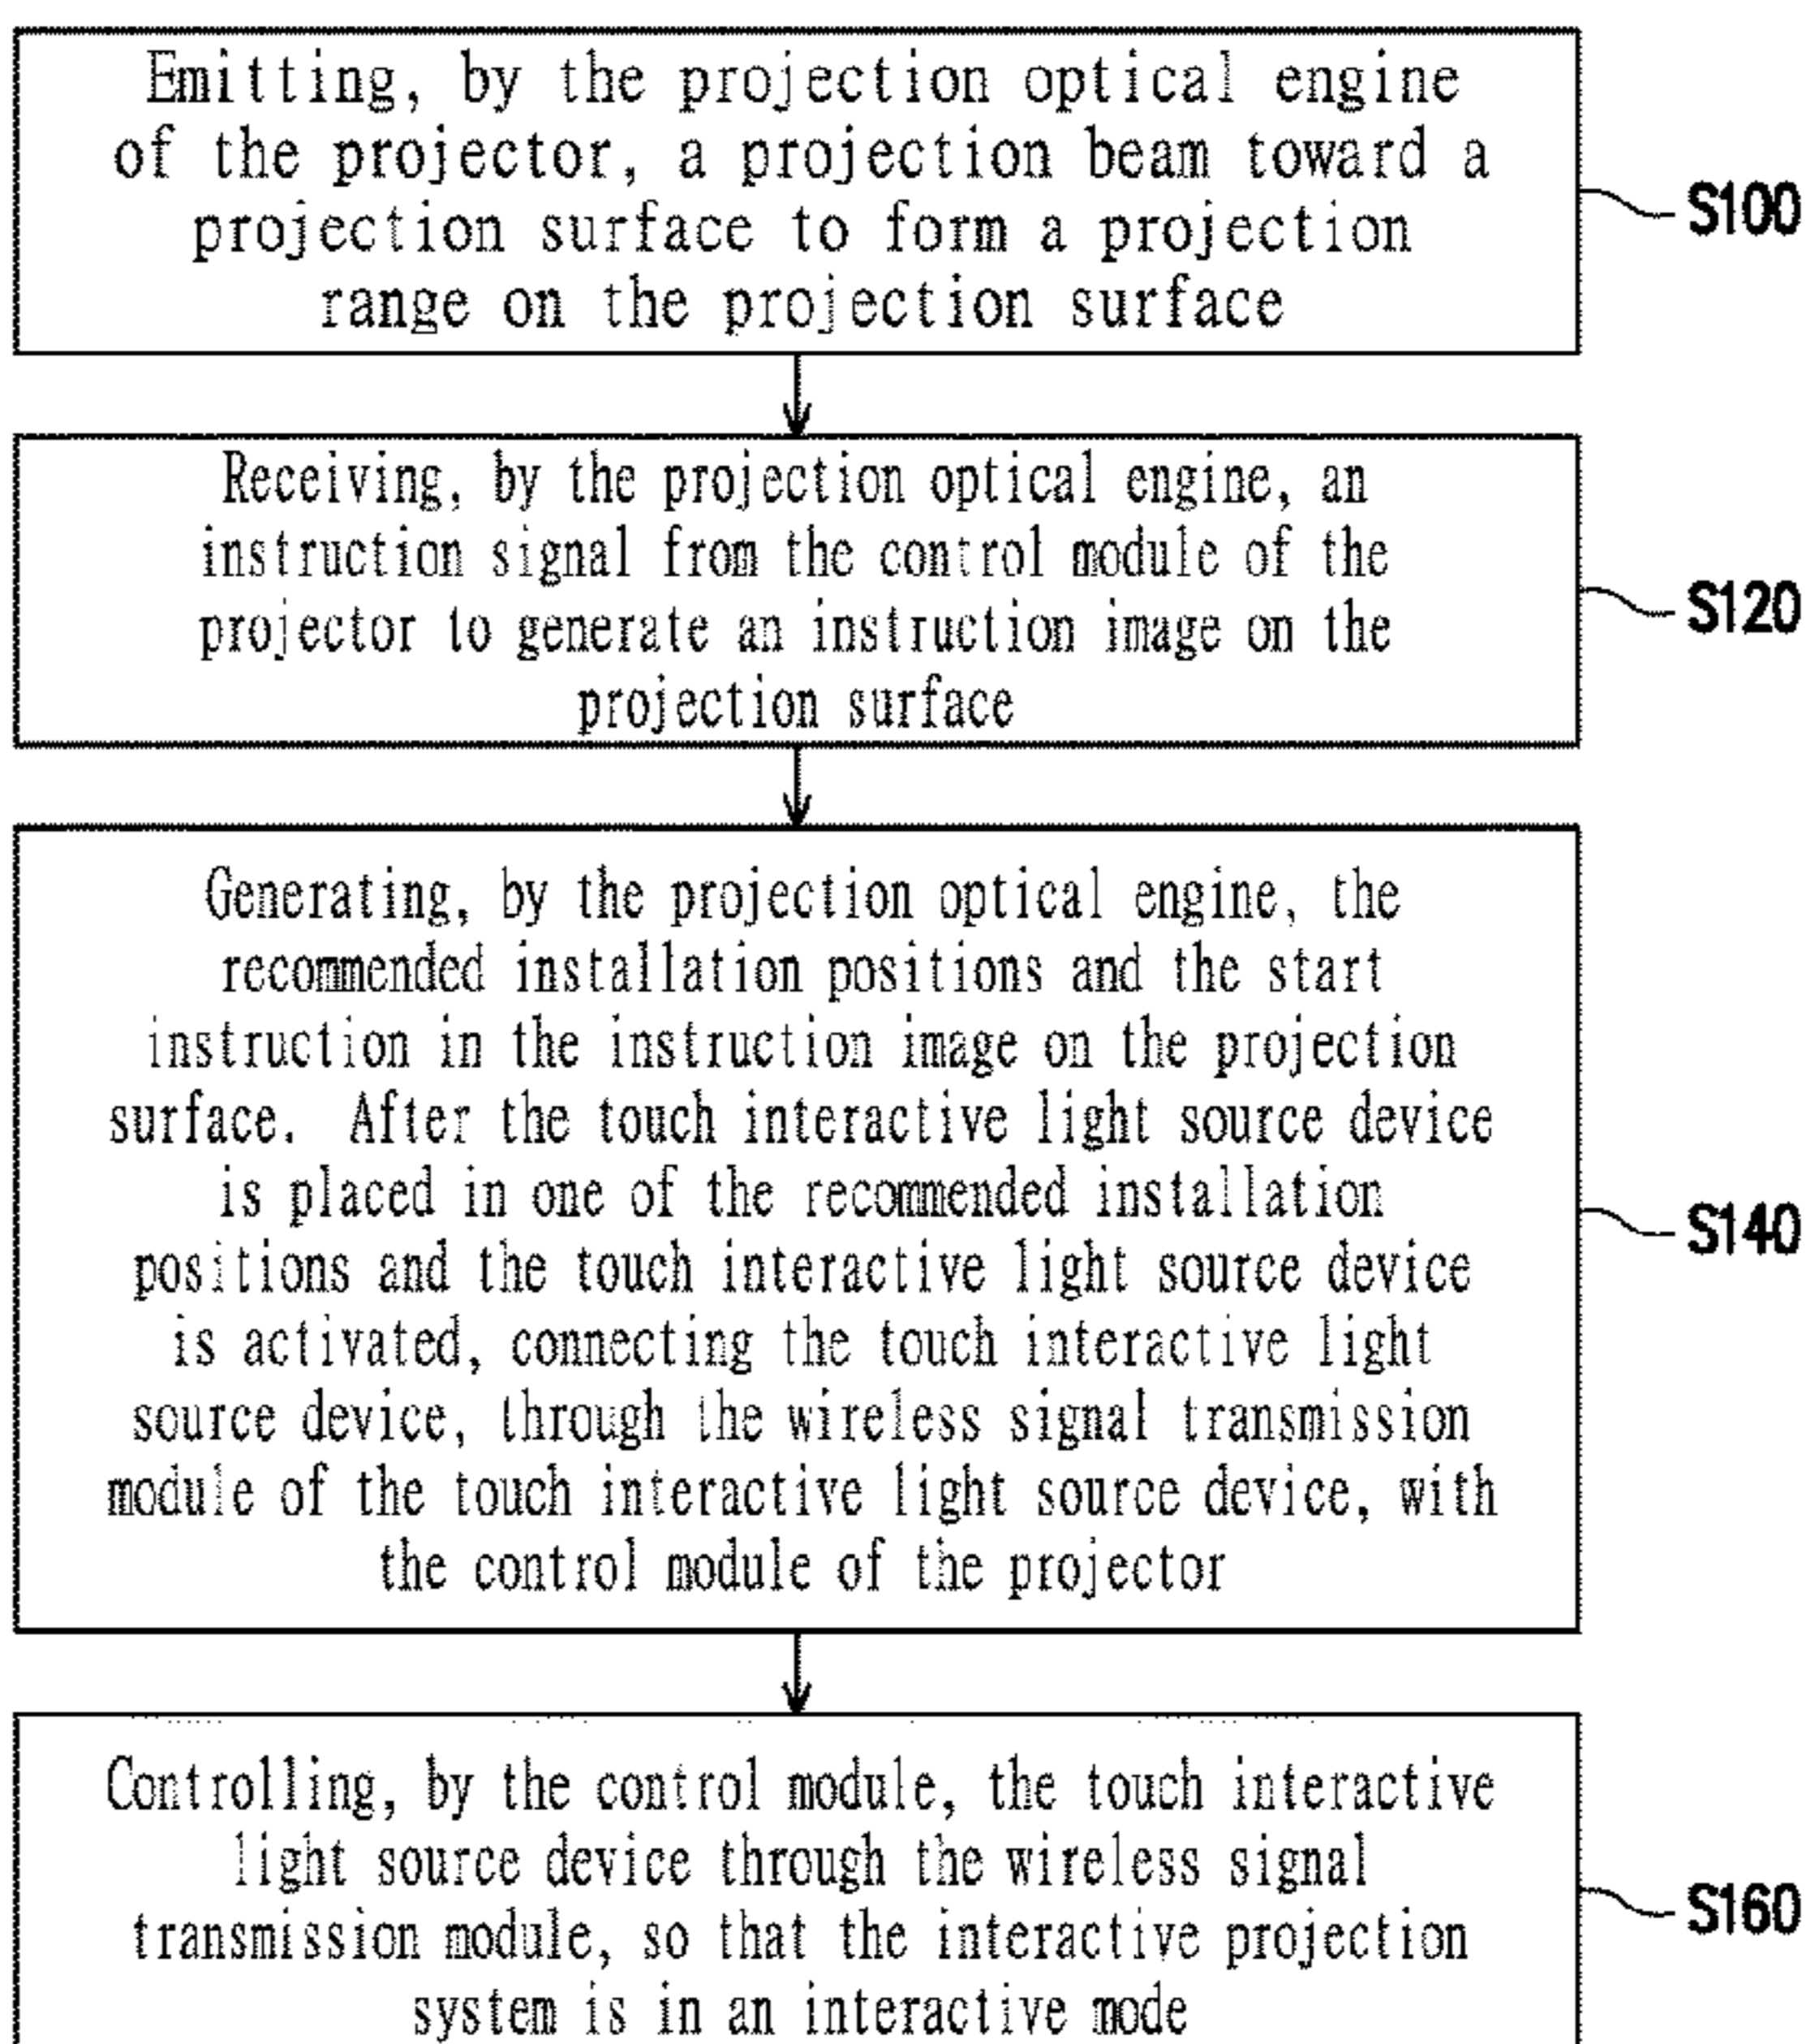 Emitting, by the projection optical engine
of the projector, a projection beam toward a
projection surface to form a projection
range on the projection surface
S100
Receiving, by the projection optical engine, an
instruction signal from the control module of the
projector to generate an instruction image on the
projection surface
S120
Generating, by the projection optical engine, the
recommended installation positions and the start
instruction in the instruction image on the projection
surface. After the touch interactive light source device
is placed in one of the recommended installation
positions and the touch interactive light source device
is activated, connecting the touch interactive light
source device, through the wireless signal transmission
module of the touch interactive light source device, with
the control module of the projector
S140
Controlling, by the control module, the touch interactive
light source device through the wireless signal
transmission module, so that the interactive projection
system is in an interactive mode
S160